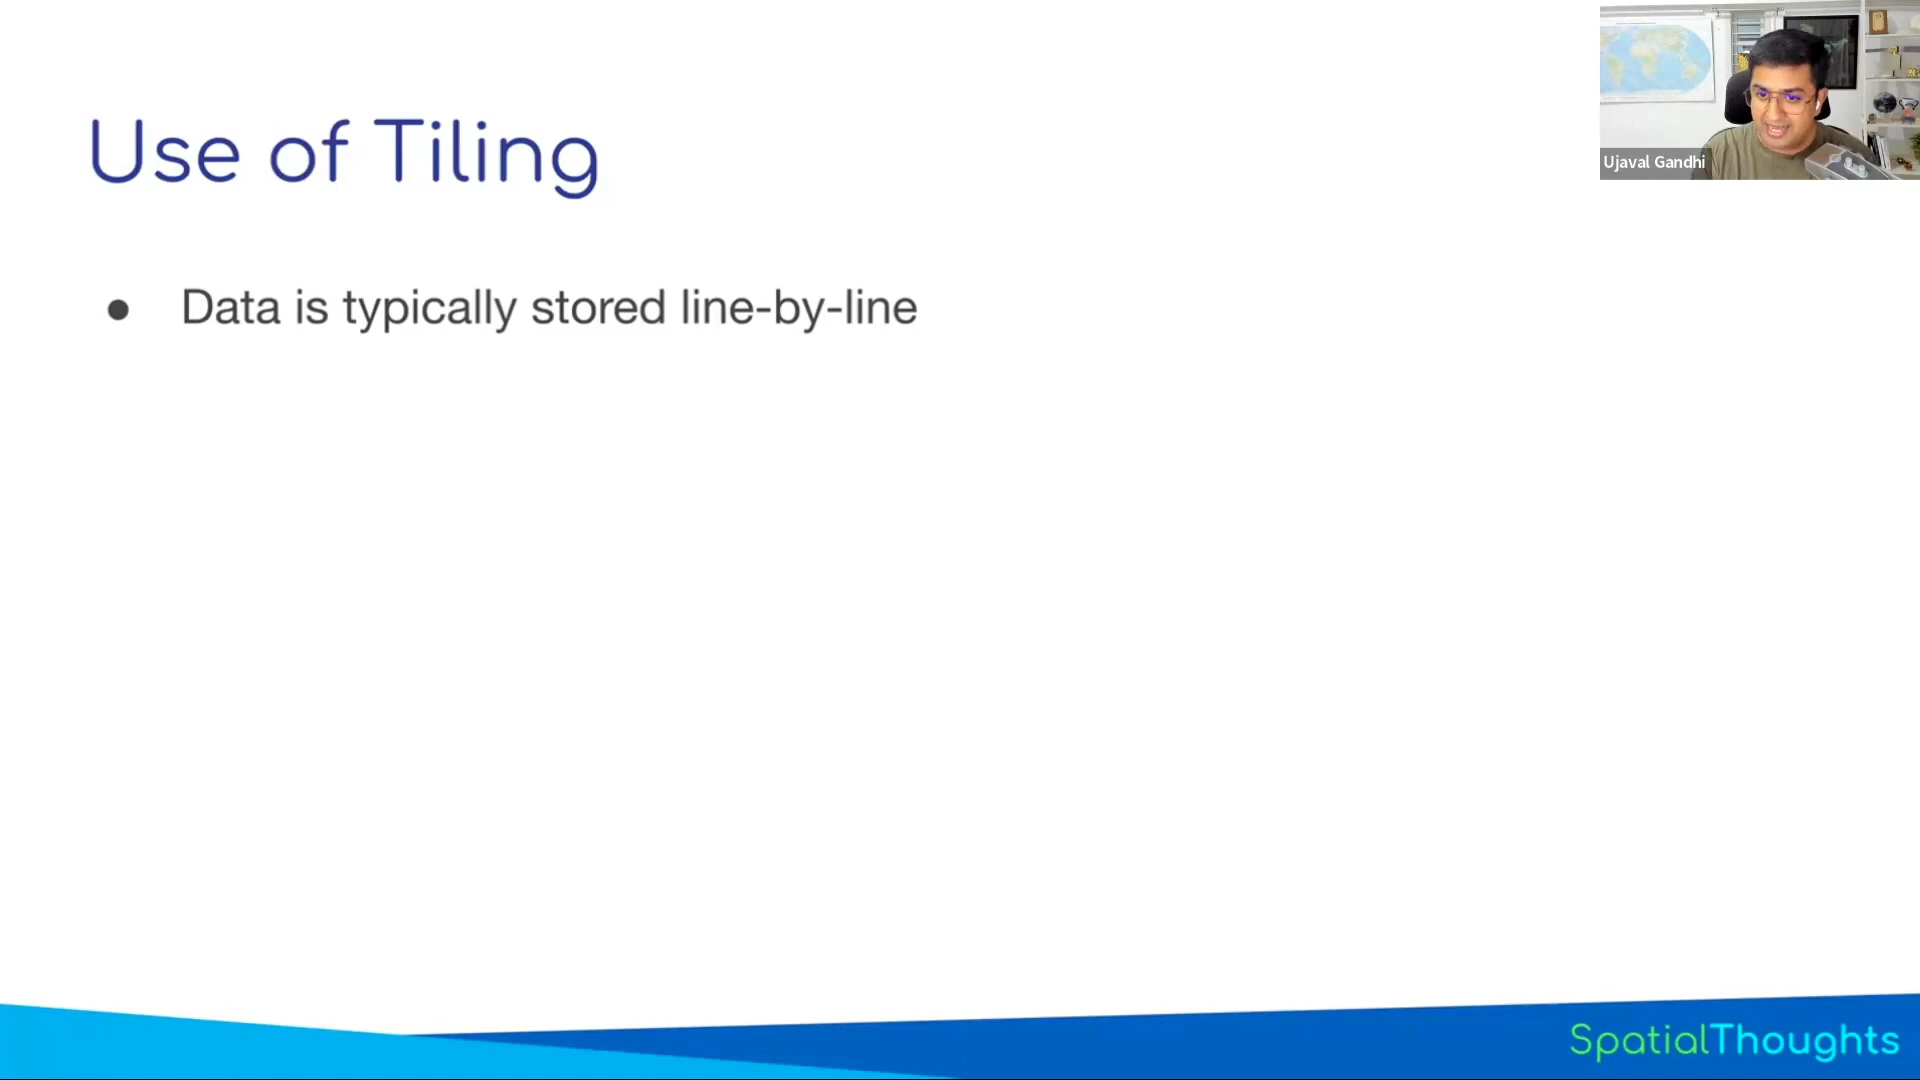 Use of Tiling
● Data is typically stored line-by-line
Ujaval Gandhi
SpatialThoughts